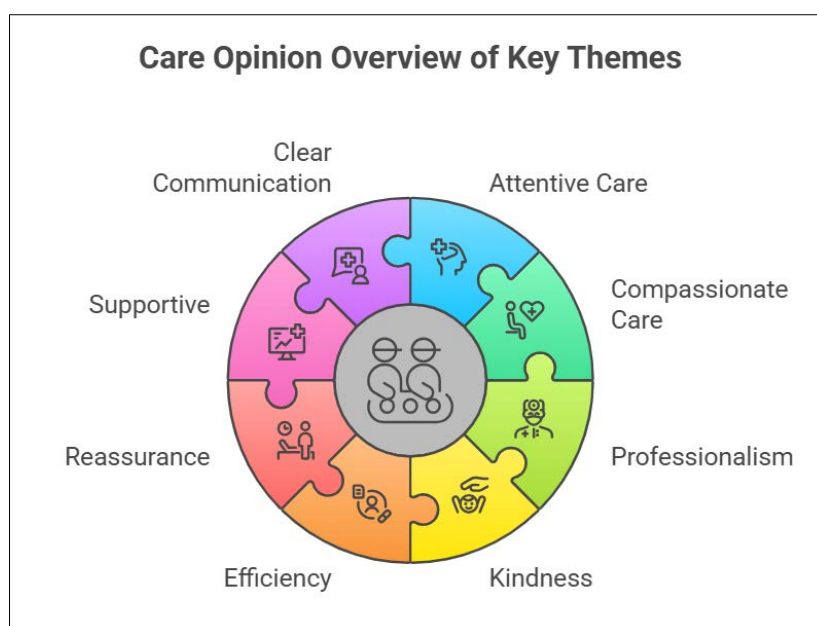 Care Opinion Overview of Key Themes
Clear
Communication
Attentive Care
Supportive
Compassionate
Care
Reassurance
Professionalism
Efficiency
Kindness